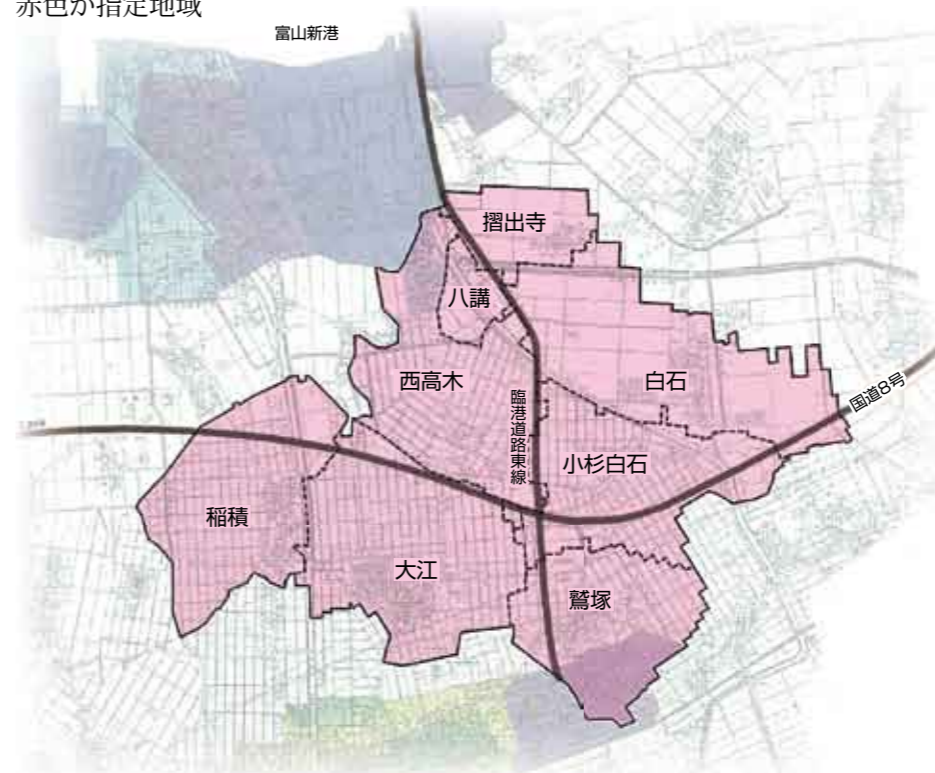 赤色が指定地域
富山新港
摺出寺
八講
西高木
白石
国道8号
臨港道路東線
小杉白石
稲積
大江
鷲塚